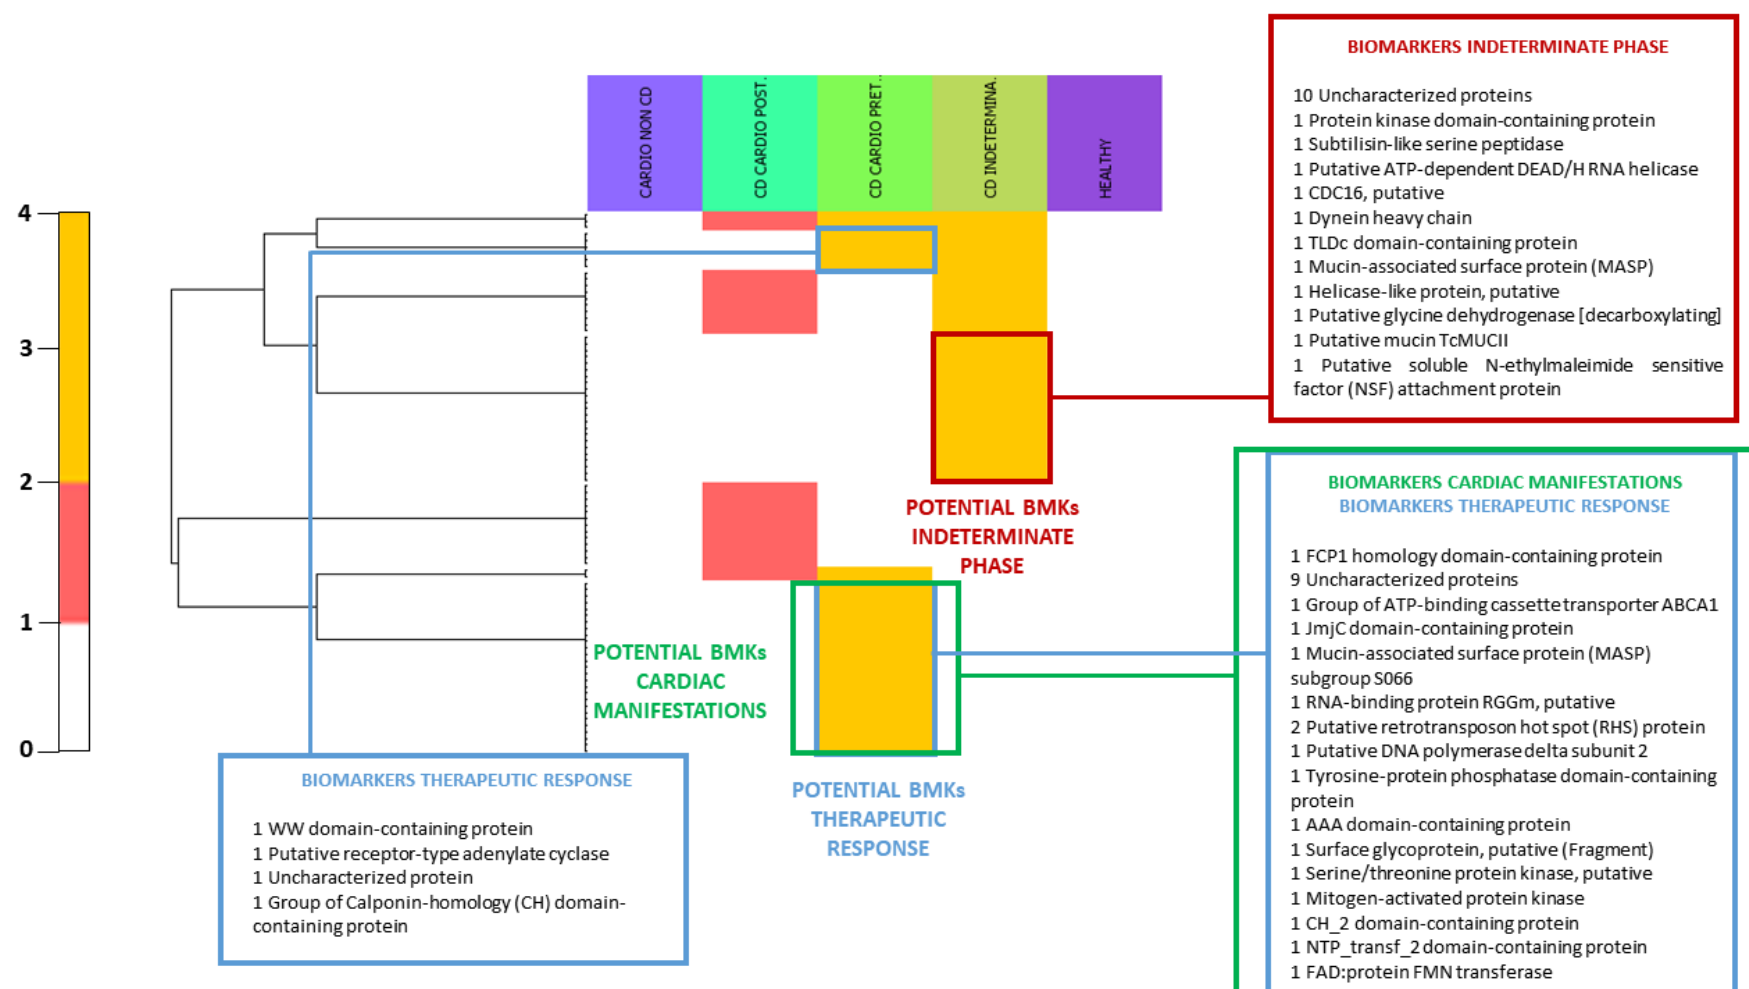 BIOMARKERS INDETERMINATE PHASE
10 Uncharacterized proteins
1 Protein kinase domain-containing protein
1 Subtilisin-like serine peptidase
1 Putative ATP-dependent DEAD/H RNA helicase
1 CDC16, putative
1 Dynein heavy chain
1 TLDc domain-containing protein
1 Mucin-associated surface protein (MASP)
1 Helicase-like protein, putative
1 Putative glycine dehydrogenase [decarboxylating]
1 Putative mucin TcMUCII
1 Putative soluble N-ethylmaleimide sensitive
factor (NSF) attachment protein
CARDIO NON CD
CD CARDIO POST.
CD CARDIO PRET...
CD INDETERMINA.
HEALTHY
4
3
2
1
0
POTENTIAL BMKs
INDETERMINATE
PHASE
POTENTIAL BMKs
CARDIAC
MANIFESTATIONS
POTENTIAL BMKs
THERAPEUTIC
RESPONSE
BIOMARKERS CARDIAC MANIFESTATIONS
BIOMARKERS THERAPEUTIC RESPONSE
1 FCP1 homology domain-containing protein
9 Uncharacterized proteins
1 Group of ATP-binding cassette transporter ABCA1
1 JmjC domain-containing protein
1 Mucin-associated surface protein (MASP)
subgroup S066
1 RNA-binding protein RGGm, putative
2 Putative retrotransposon hot spot (RHS) protein
1 Putative DNA polymerase delta subunit 2
1 Tyrosine-protein phosphatase domain-containing
protein
1 AAA domain-containing protein
1 Surface glycoprotein, putative (Fragment)
1 Serine/threonine protein kinase, putative
1 Mitogen-activated protein kinase
1 CH_2 domain-containing protein
1 NTP_transf_2 domain-containing protein
1 FAD:protein FMN transferase
BIOMARKERS THERAPEUTIC RESPONSE
1 WW domain-containing protein
1 Putative receptor-type adenylate cyclase
1 Uncharacterized protein
1 Group of Calponin-homology (CH) domain-
containing protein